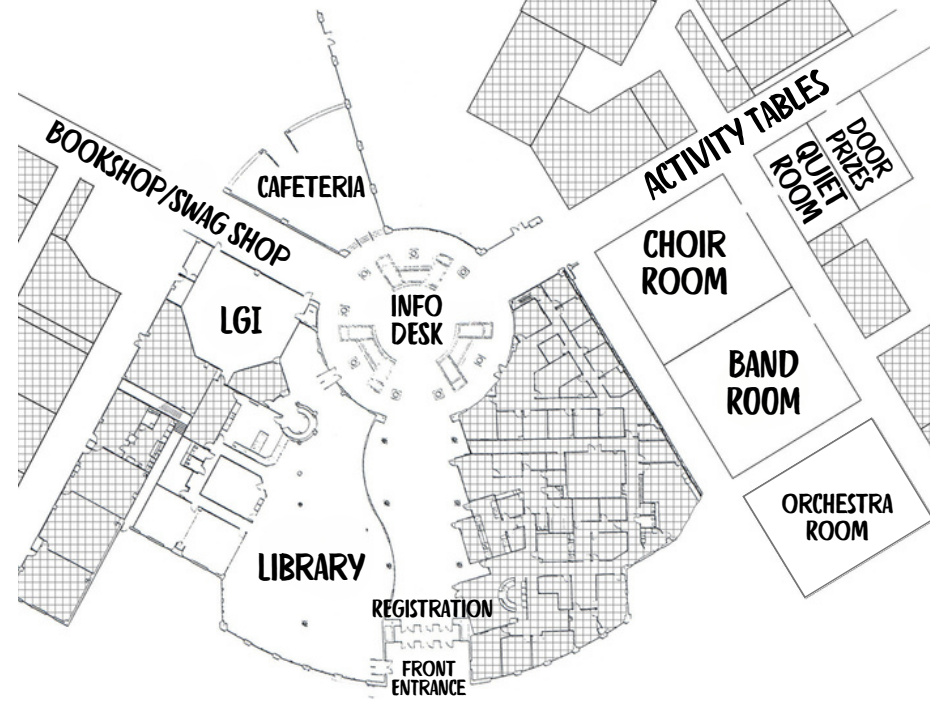 ACTIVITY TABLES
DOOR
PRIZES
QUIET
ROOM
BOOKSHOP/SWAG SHOP
CAFETERIA
CHOIR
ROOM
LGI
INFO
DESK
BAND
ROOM
ORCHESTRA
ROOM
LIBRARY
REGISTRATION
FRONT
ENTRANCE